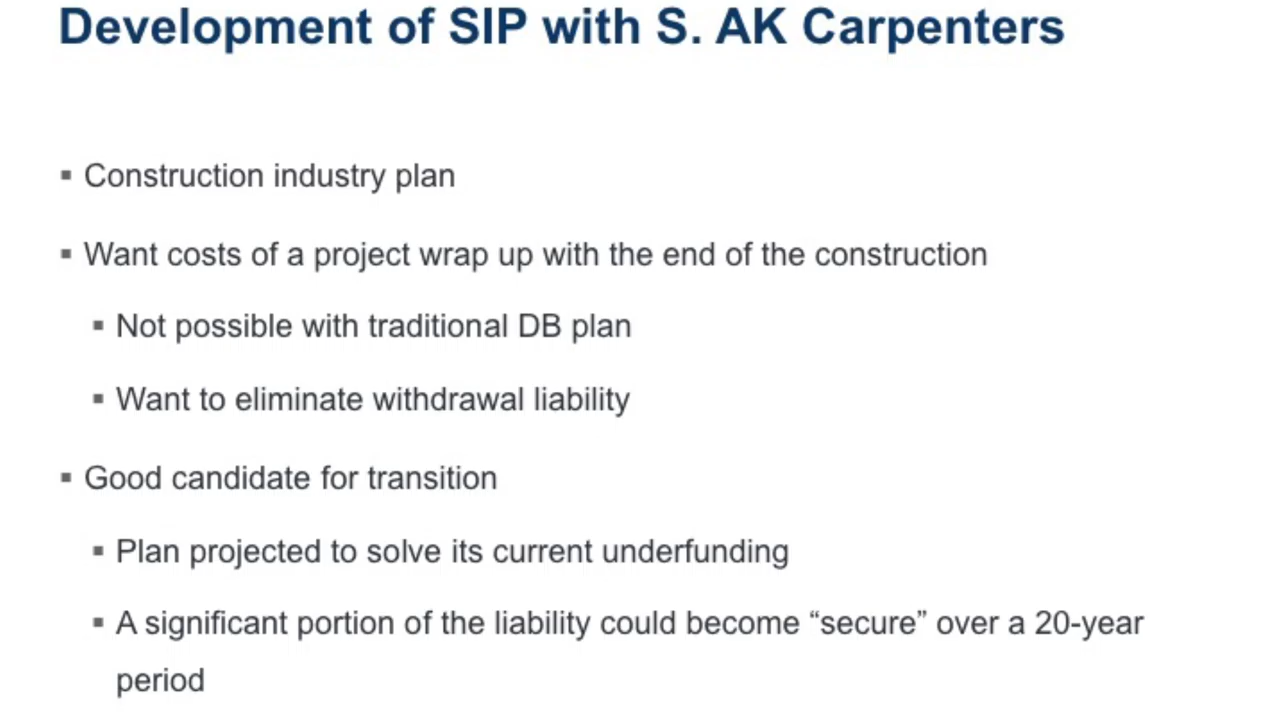 Development of SIP with S. AK Carpenters
▪ Construction industry plan
▪ Want costs of a project wrap up with the end of the construction
▪ Not possible with traditional DB plan
▪ Want to eliminate withdrawal liability
▪ Good candidate for transition
▪ Plan projected to solve its current underfunding
▪ A significant portion of the liability could become “secure” over a 20-year
period